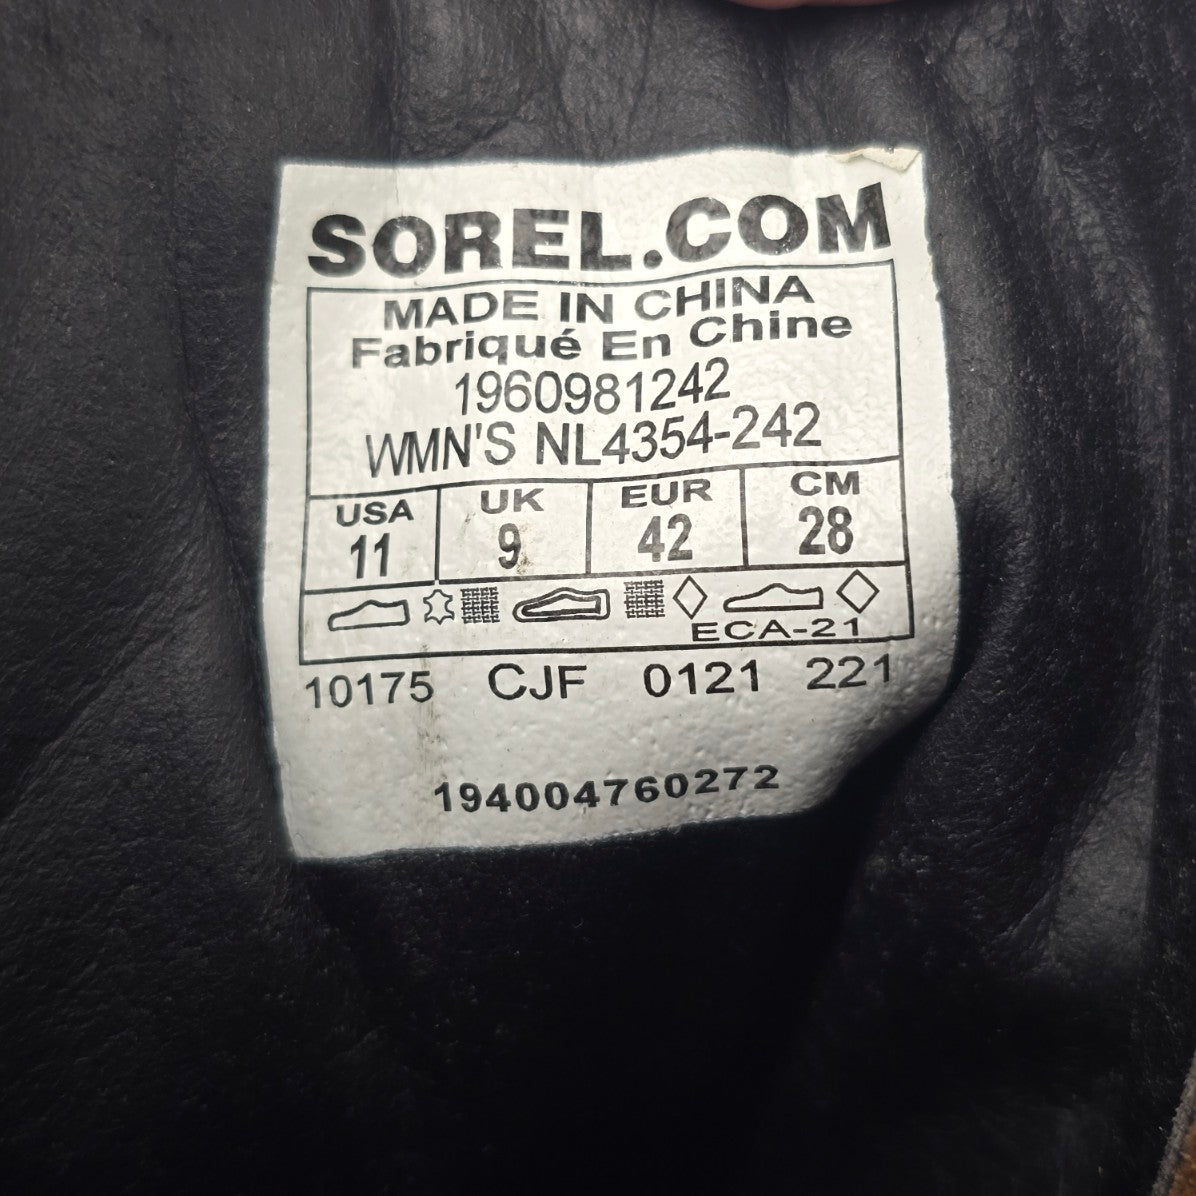 SOREL.COM
MADE IN CHINA
Fabriqué En Chine
1960981242
WMN'S NL4354-242
USA UK EUR CM
11 9 42 28
ECA-21
10175 CJF 0121 221
194004760272